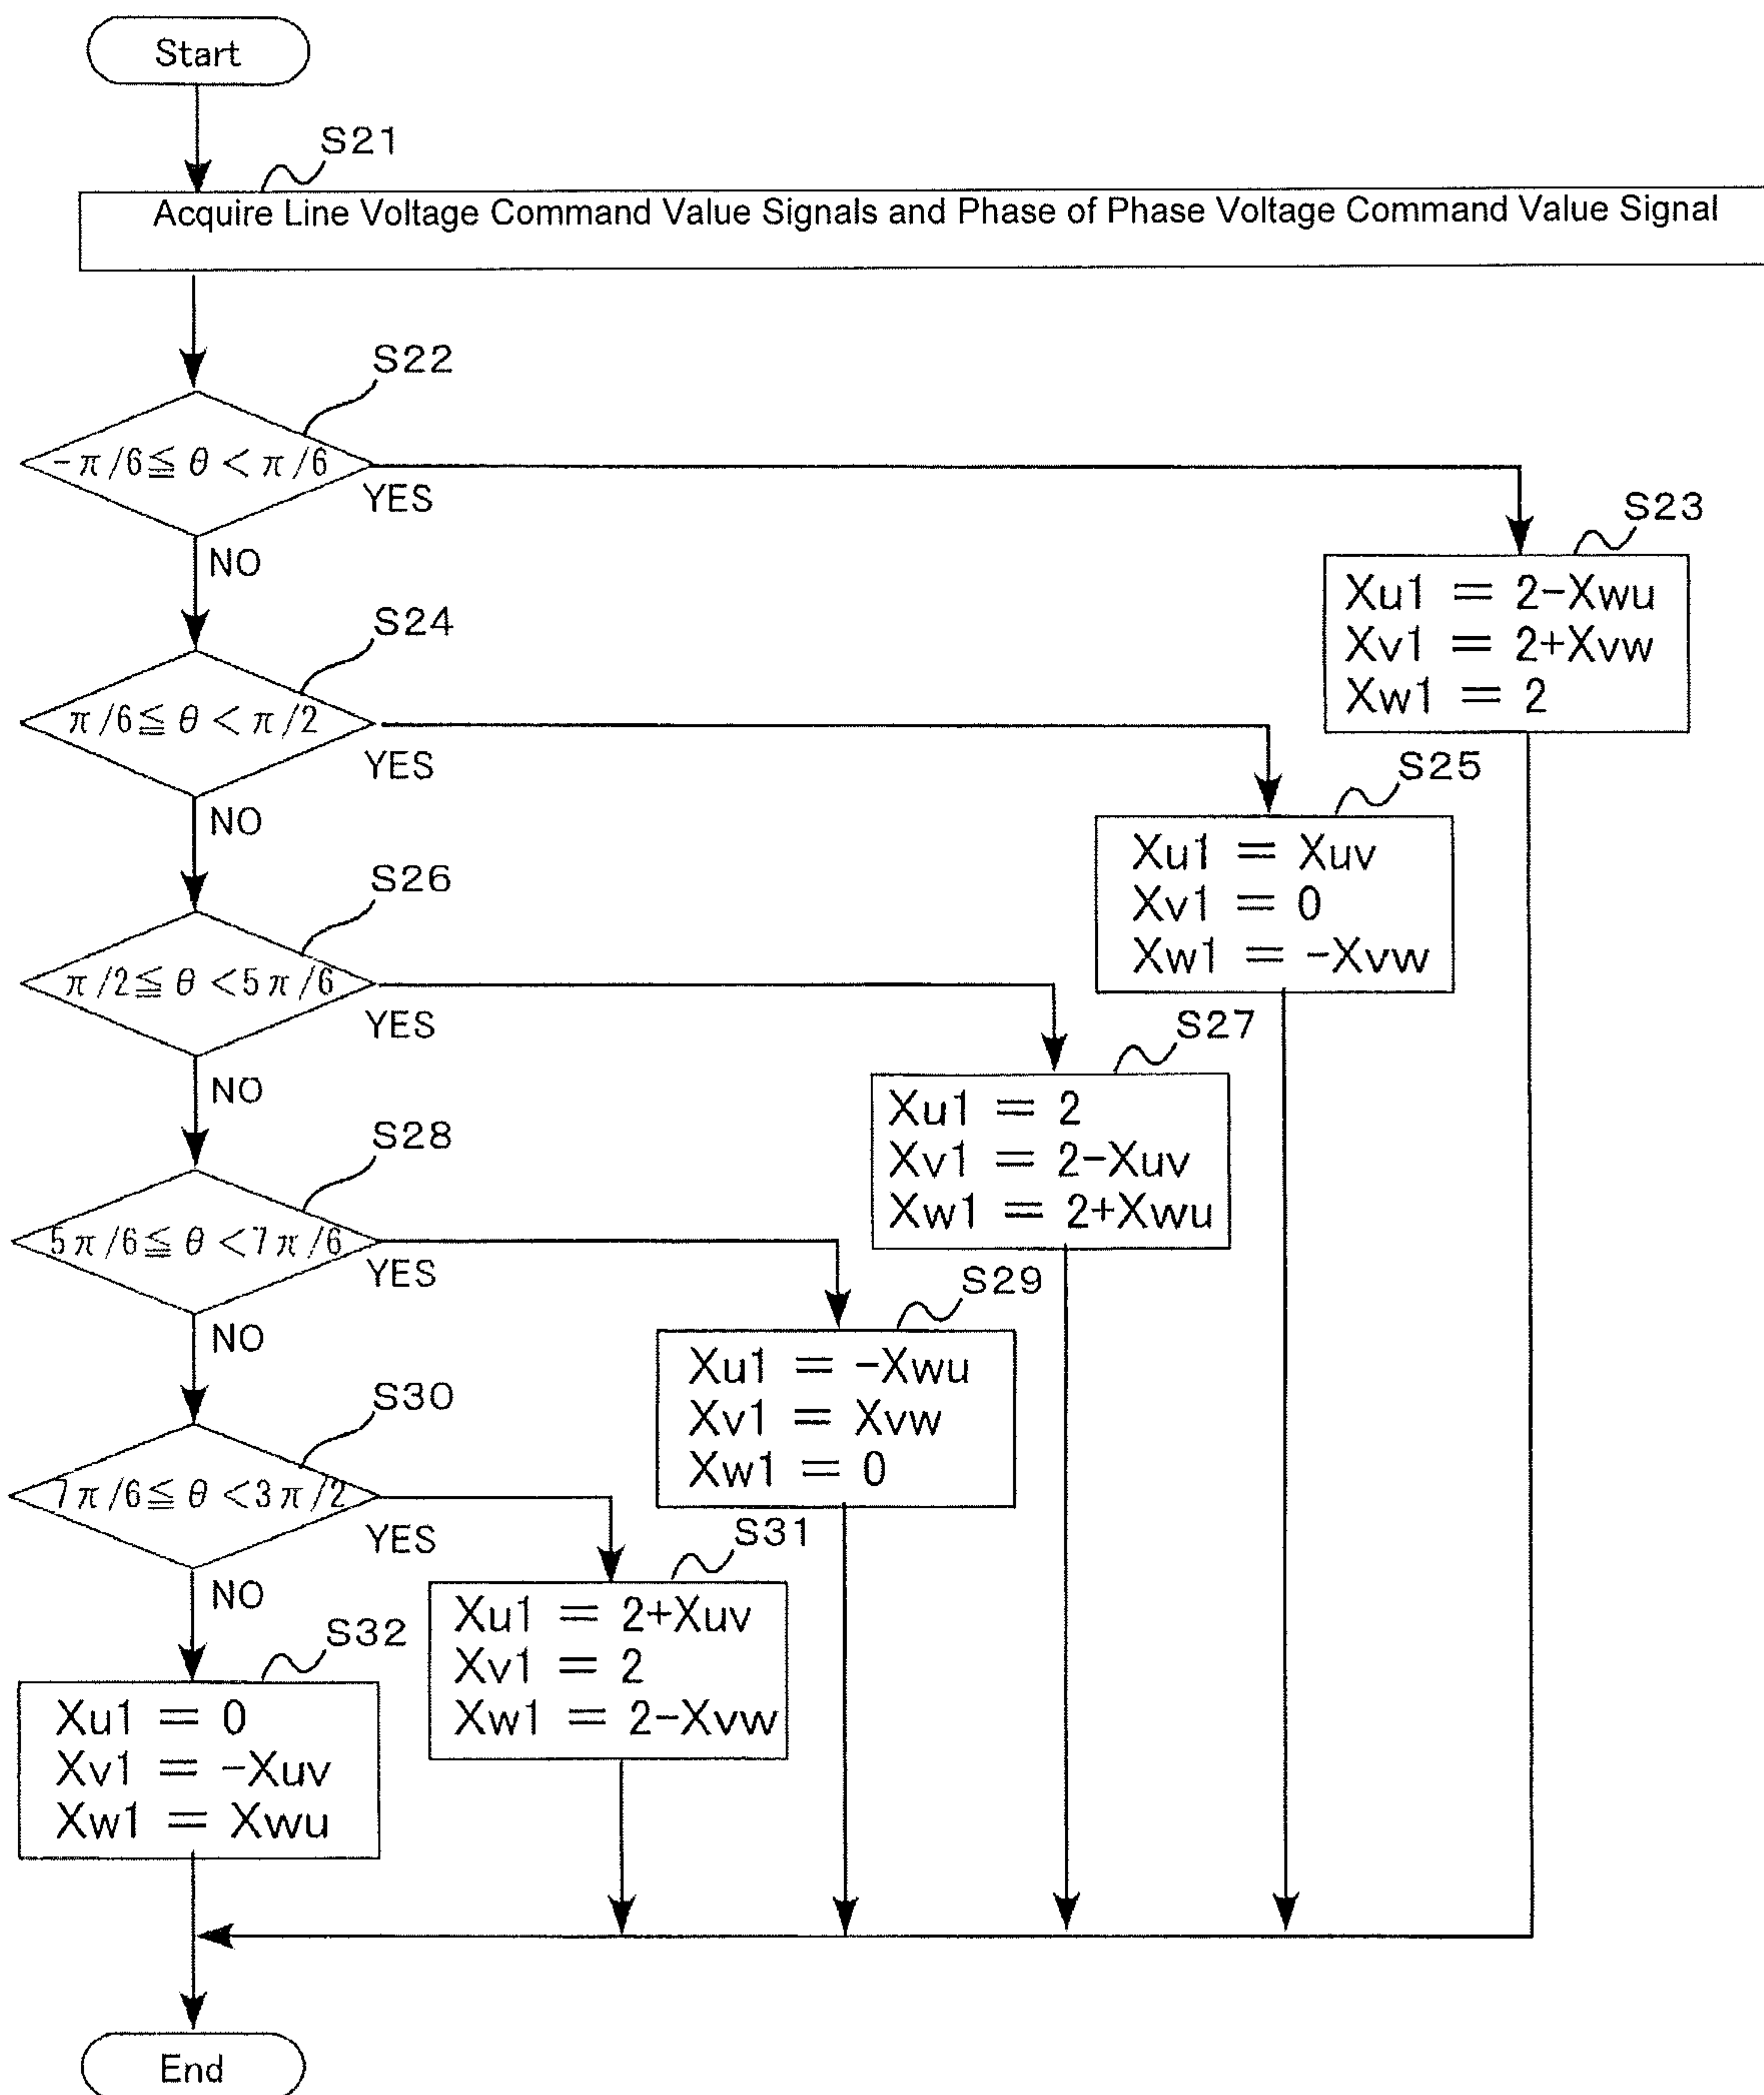 Start
S21
Acquire Line Voltage Command Value Signals and Phase of Phase Voltage Command Value Signal
S22
-π/6≦θ<π/6
YES
NO
S23
Xu1 = 2-Xwu
Xv1 = 2+Xvw
Xw1 = 2
S24
π/6≦θ<π/2
YES
NO
S25
Xu1 = Xuv
Xv1 = 0
Xw1 = -Xvw
S26
π/2≦θ<5π/6
YES
NO
S27
Xu1 = 2
Xv1 = 2-Xuv
Xw1 = 2+Xwu
S28
5π/6≦θ<7π/6
YES
NO
S29
Xu1 = -Xwu
Xv1 = Xvw
Xw1 = 0
S30
7π/6≦θ<3π/2
YES
NO
S31
Xu1 = 2+Xuv
Xv1 = 2
Xw1 = 2-Xvw
S32
Xu1 = 0
Xv1 = -Xuv
Xw1 = Xwu
End